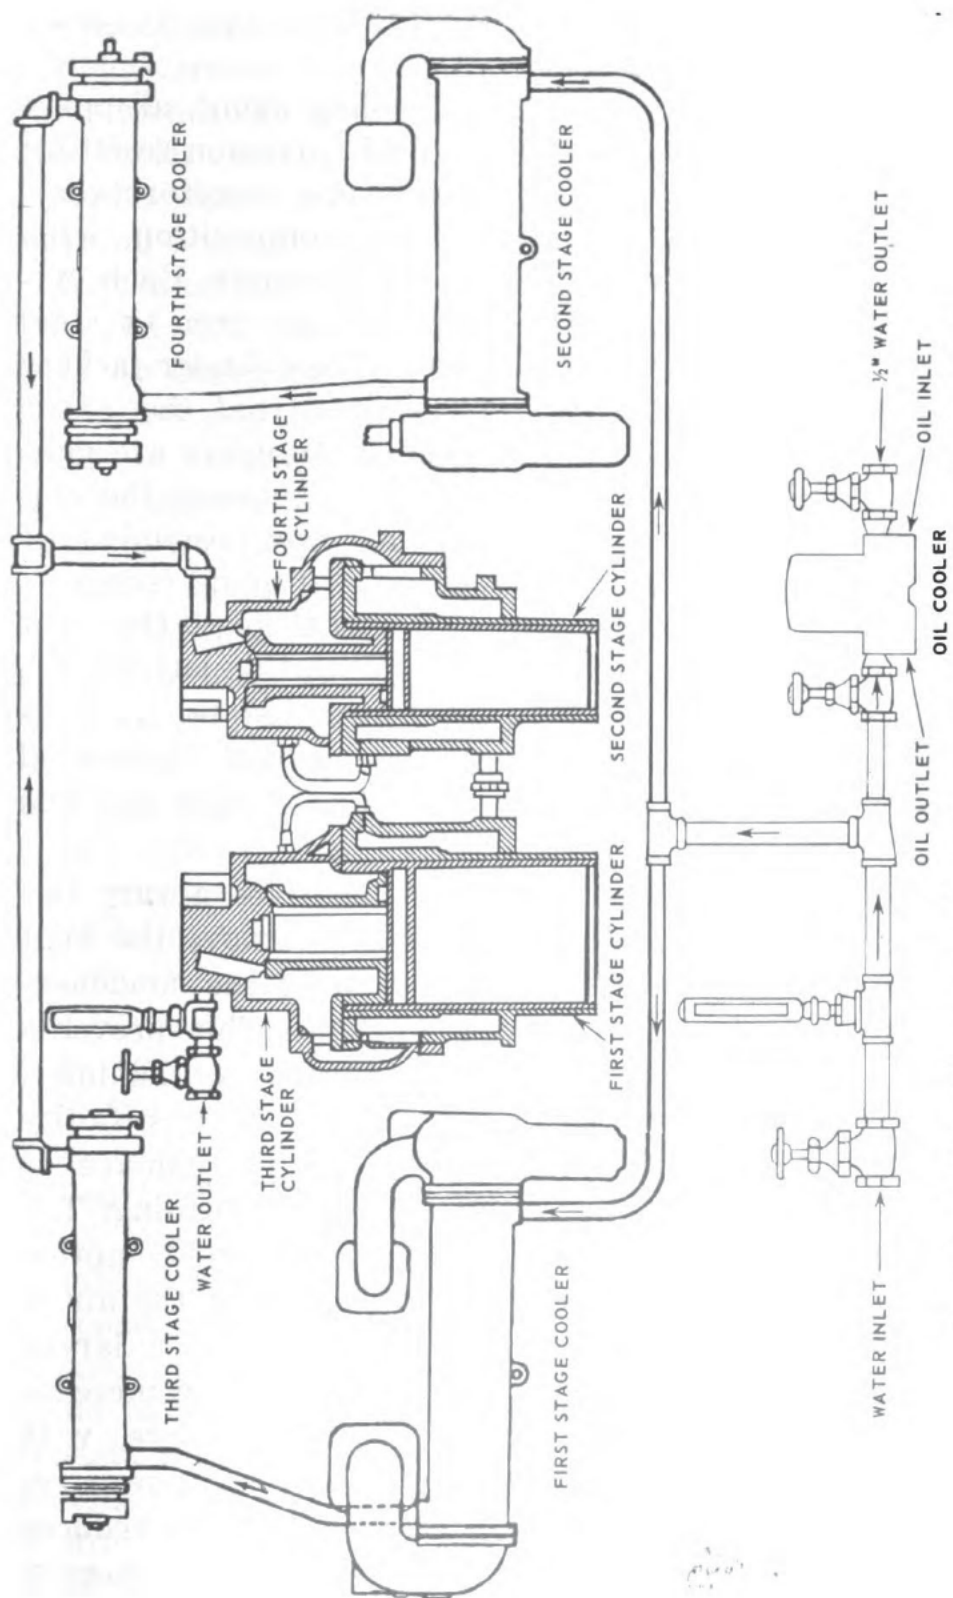 FOURTH STAGE COOLER
SECOND STAGE COOLER
FOURTH STAGE
CYLINDER
SECOND STAGE CYLINDER
½" WATER OUTLET
OIL INLET
OIL COOLER
OIL OUTLET
FIRST STAGE CYLINDER
THIRD STAGE
CYLINDER
WATER OUTLET
THIRD STAGE COOLER
FIRST STAGE COOLER
WATER INLET